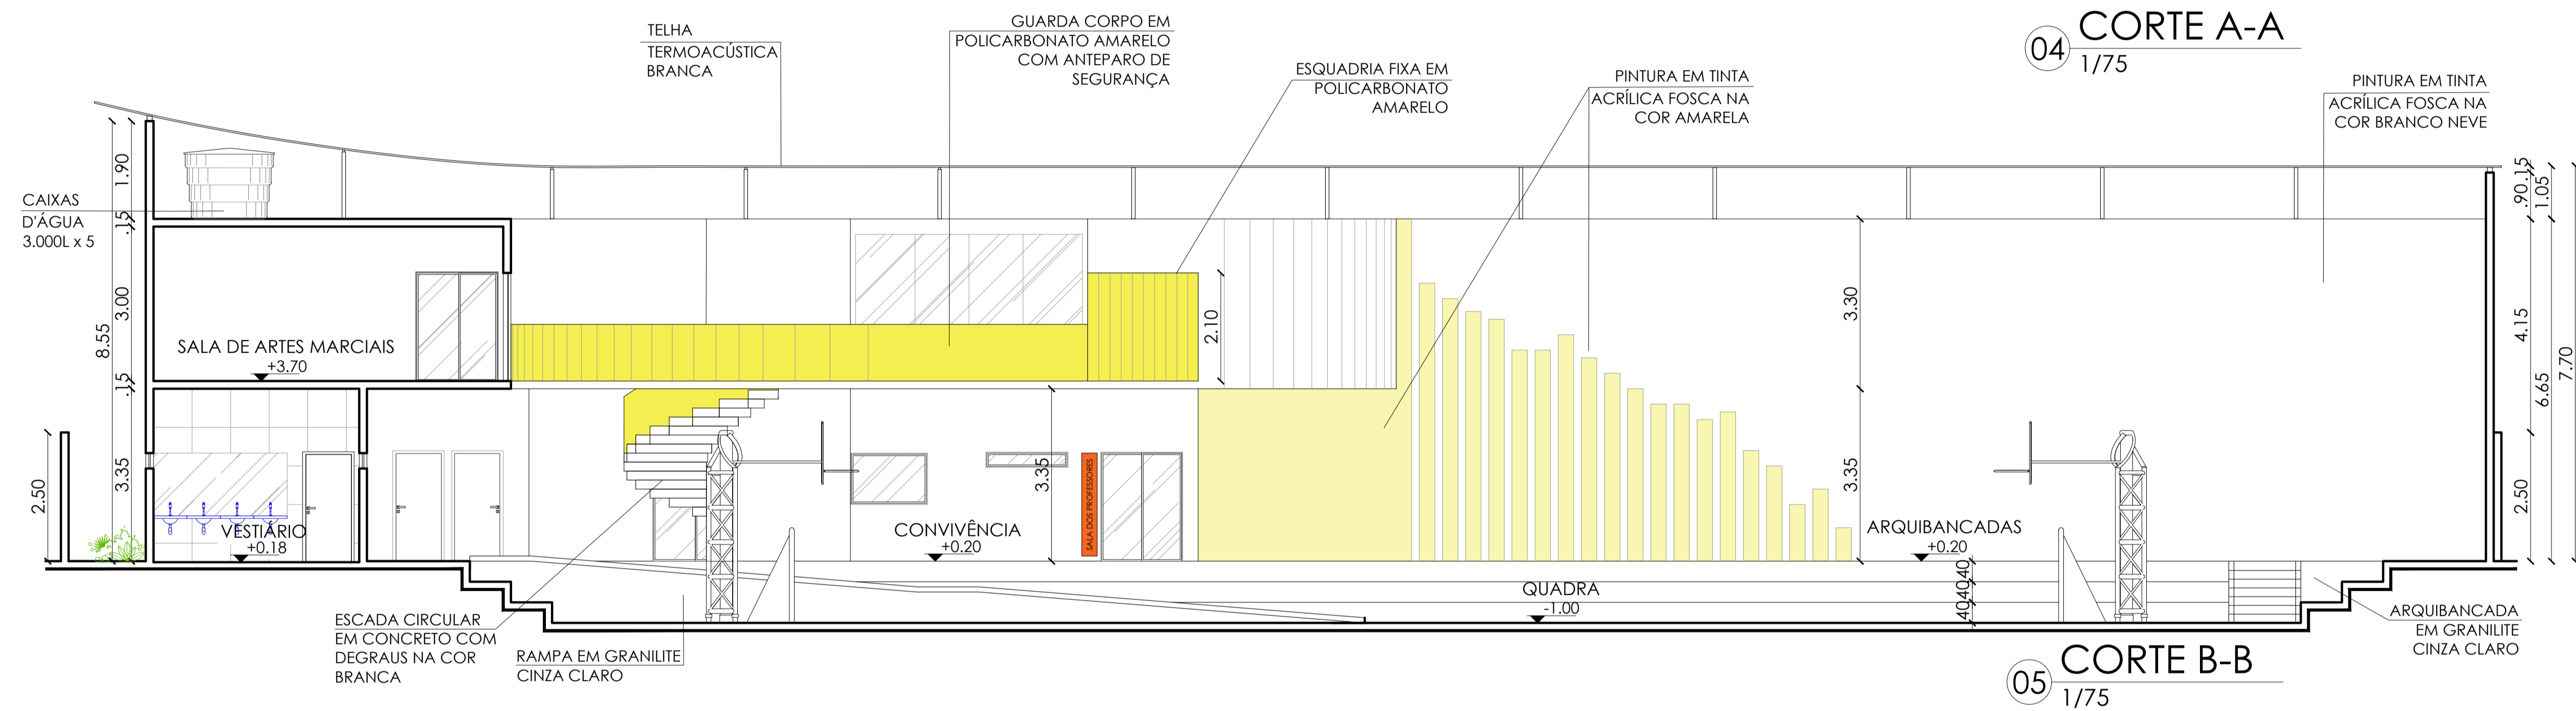 TELHA
TERMOACÚSTICA
BRANCA
GUARDA CORPO EM
POLICARBONATO AMARELO
COM ANTEPARO DE
SEGURANÇA
ESQUADRIA FIXA EM
POLICARBONATO
AMARELO
PINTURA EM TINTA
ACRÍLICA FOSCA NA
COR AMARELA
04
CORTE A-A
1/75
PINTURA EM TINTA
ACRÍLICA FOSCA NA
COR BRANCO NEVE
CAIXAS
D'ÁGUA
3.000L x 5
1.90
.15
3.00
8.55
.15
3.35
2.50
SALA DE ARTES MARCIAIS
+3.70
2.10
3.30
3.35
3.35
.15
.90
1.05
4.15
7.70
6.65
2.50
VESTIÁRIO
+0.18
CONVIVÊNCIA
+0.20
SALA DOS PROFESSORES
ARQUIBANCADAS
+0.20
40
40
40
QUADRA
-1.00
ESCADA CIRCULAR
EM CONCRETO COM
DEGRAUS NA COR
BRANCA
RAMPA EM GRANILITE
CINZA CLARO
ARQUIBANCADA
EM GRANILITE
CINZA CLARO
05
CORTE B-B
1/75